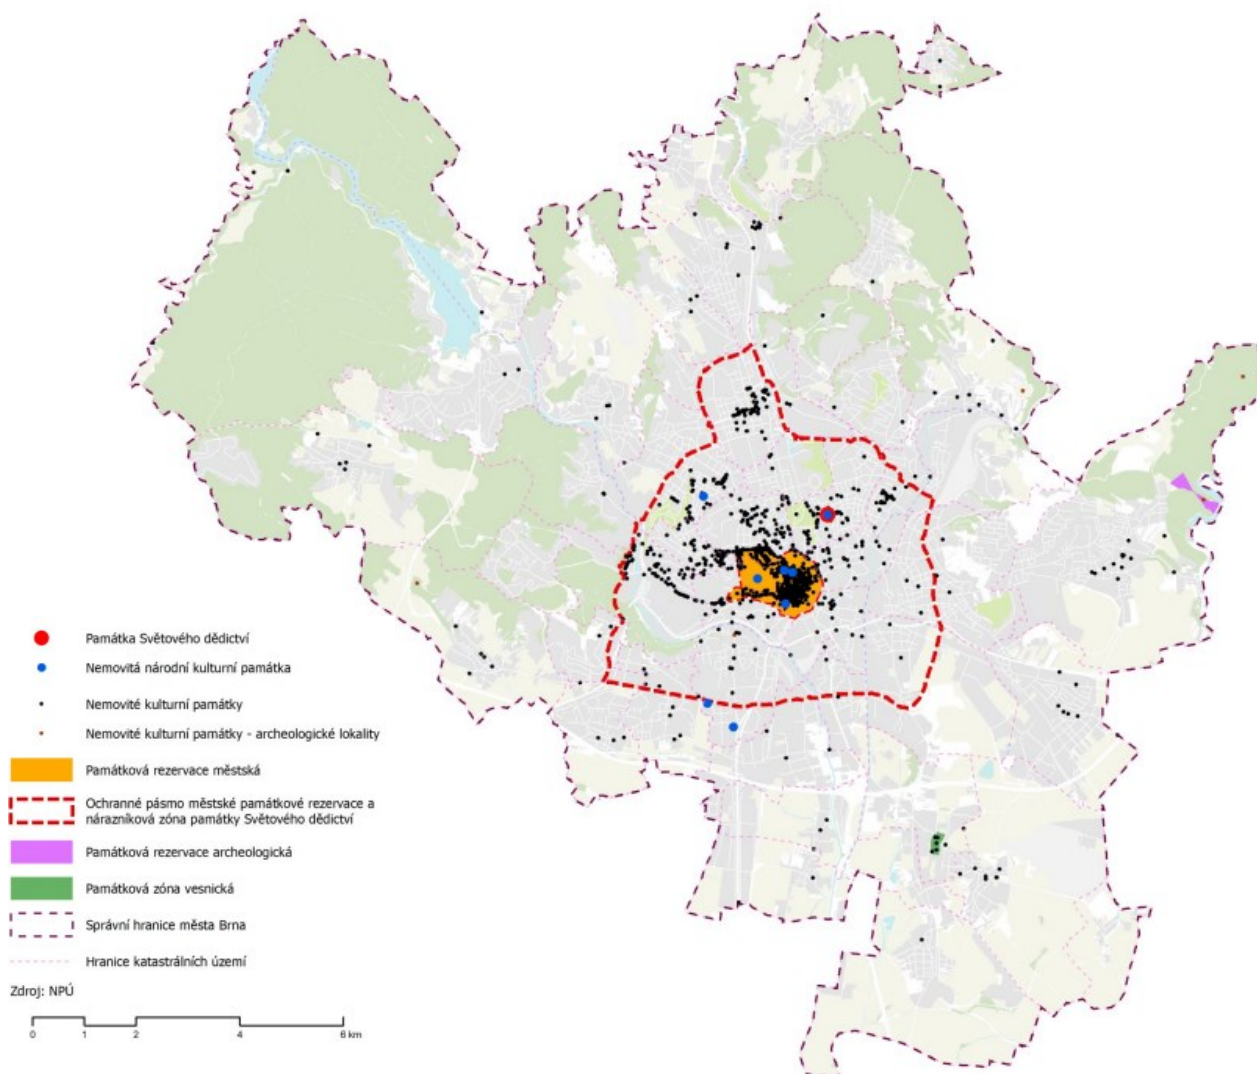 Památka Světového dědictví
Nemovitá národní kulturní památka
Nemovité kulturní památky
Nemovité kulturní památky - archeologické lokality
Památková rezervace městská
Ochranné pásmo městské památkové rezervace a
nárazníková zóna památky Světového dědictví
Památková rezervace archeologická
Památková zóna vesnická
Správní hranice města Brna
Hranice katastrálních území
Zdroj: NPÚ
0 1 2 4 6 km